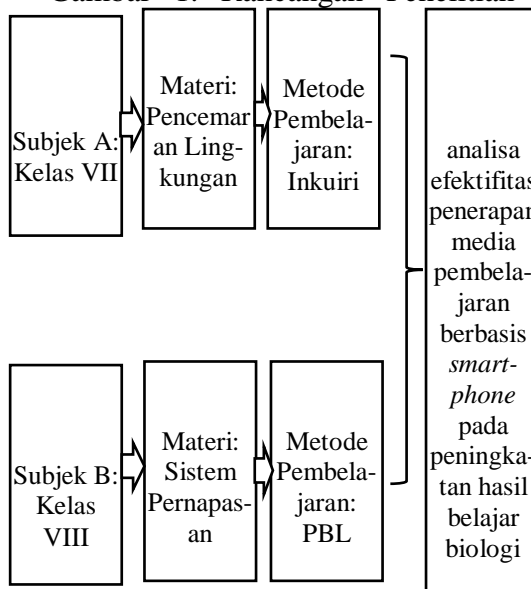 Gambar 1. Rancangan Penelitian
Subjek A:
Kelas VII
Materi:
Pencemar
an Ling-
kungan
Metode
Pembela-
jaran:
Inkuiri
Subjek B:
Kelas
VIII
Materi:
Sistem
Pernapas-
an
Metode
Pembela-
jaran:
PBL
analisa
efektifitas
penerapan
media
pembela-
jaran
berbasis
smart-
phone
pada
peningka-
tan hasil
belajar
biologi